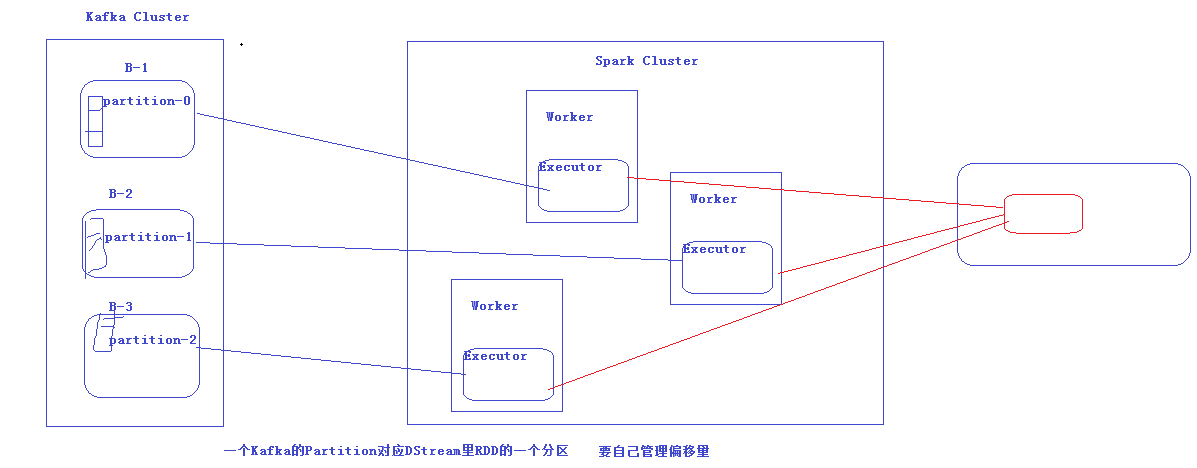 Kafka Cluster
B-1
partition-0
B-2
partition-1
B-3
partition-2
Spark Cluster
Worker
Executor
Worker
Executor
Worker
Executor
一个Kafka的Partition对应DStream里RDD的一个分区 要自己管理偏移量